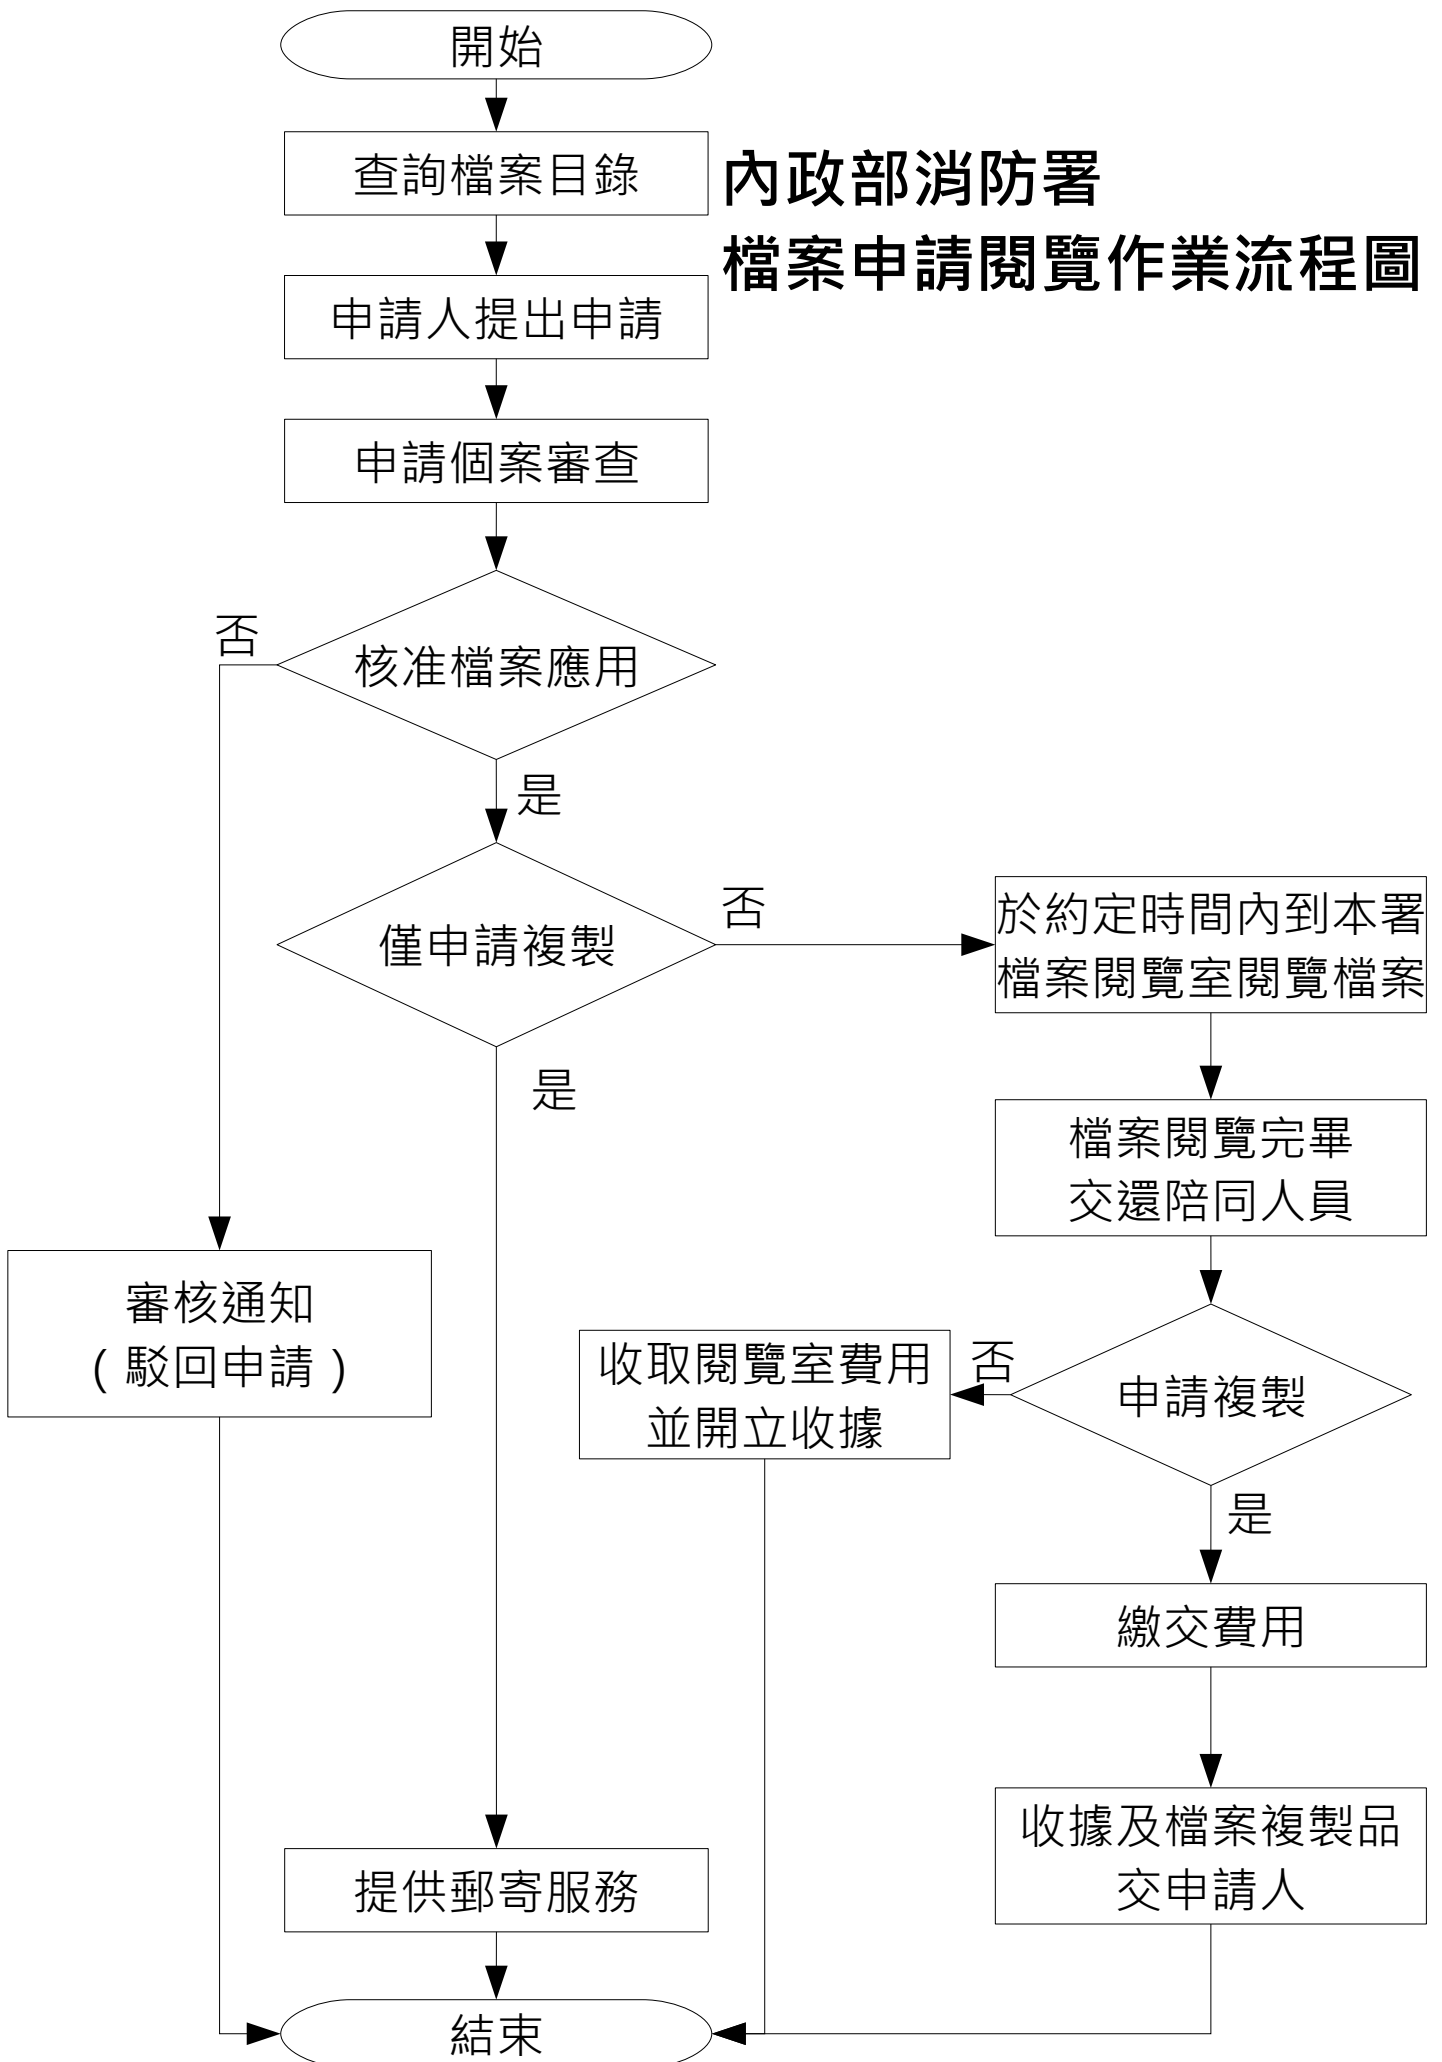 開始
查詢檔案目錄
內政部消防署
檔案申請閱覽作業流程圖
申請人提出申請
申請個案審查
否
核准檔案應用
是
僅申請複製
否
於約定時間內到本署
檔案閱覽室閱覽檔案
是
檔案閱覽完畢
交還陪同人員
審核通知
（駁回申請）
收取閱覽室費用
並開立收據
否
申請複製
是
繳交費用
收據及檔案複製品
交申請人
提供郵寄服務
結束